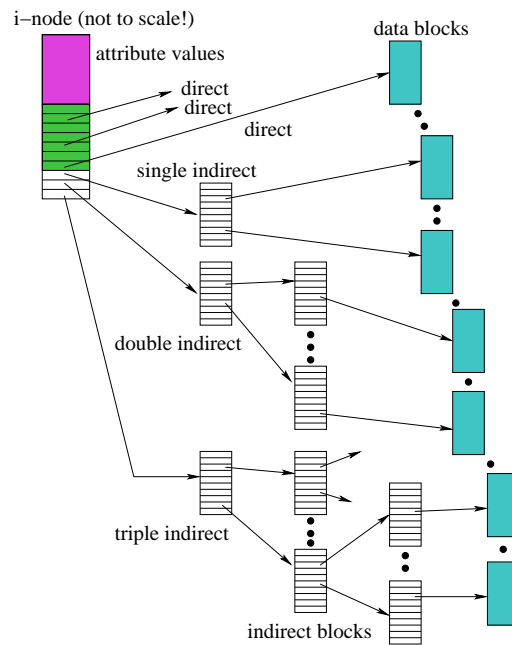 i-node (not to scale!)
data blocks
attribute values
direct
direct
direct
single indirect
double indirect
triple indirect
indirect blocks